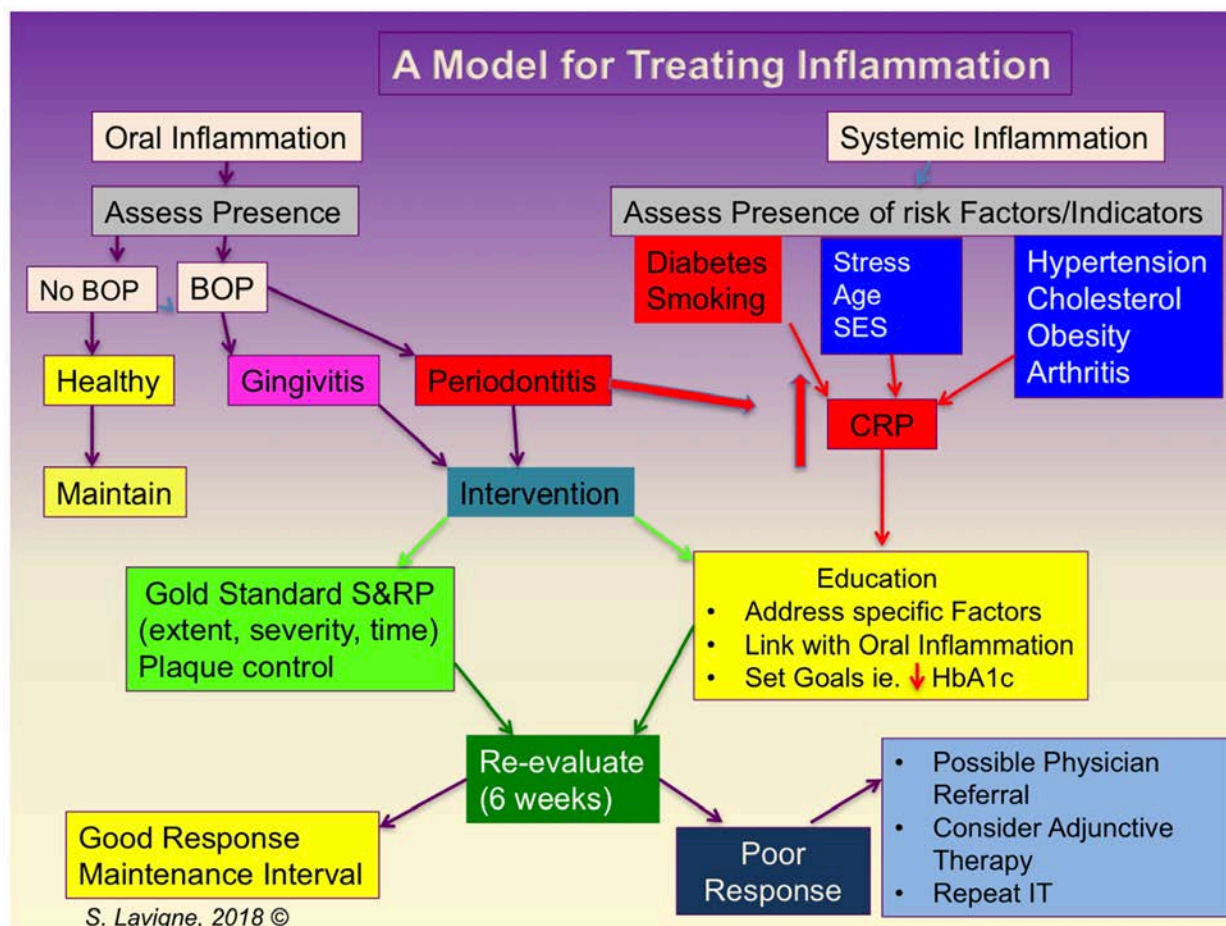 A Model for Treating Inflammation
Oral Inflammation
Systemic Inflammation
Assess Presence
Assess Presence of risk Factors/Indicators
No BOP
BOP
Diabetes
Smoking
Stress
Age
SES
Hypertension
Cholesterol
Obesity
Arthritis
Healthy
Gingivitis
Periodontitis
CRP
Maintain
Intervention
Gold Standard S&RP
(extent, severity, time)
Plaque control
Education
• Address specific Factors
• Link with Oral Inflammation
• Set Goals ie. ↓ HbA1c
Re-evaluate
(6 weeks)
Good Response
Maintenance Interval
Poor
Response
• Possible Physician
Referral
• Consider Adjunctive
Therapy
• Repeat IT
S. Lavigne, 2018 ©